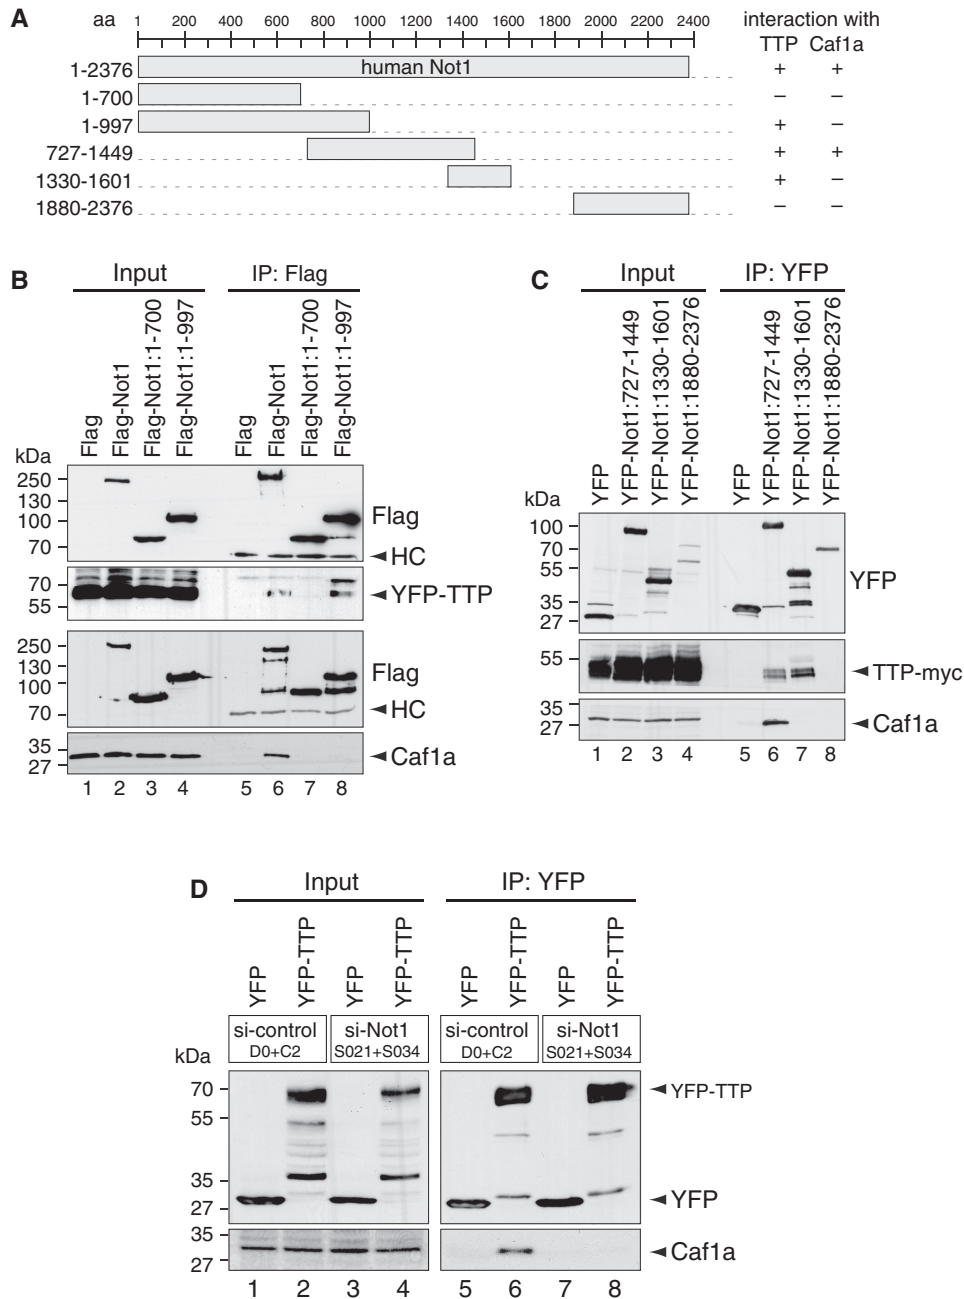 A
aa 1 200 400 600 800 1000 1200 1400 1600 1800 2000 2200 2400
interaction with
TTP Caf1a
1-2376 human Not1 + +
1-700 – –
1-997 + –
727-1449 + +
1330-1601 + –
1880-2376 – –
B
Input IP: Flag
Flag Flag-Not1 Flag-Not1:1-700 Flag-Not1:1-997 Flag Flag-Not1 Flag-Not1:1-700 Flag-Not1:1-997
kDa
250
130
100
70
Flag
HC
70
55
YFP-TTP
250
130
100
70
Flag
HC
35
27
Caf1a
1 2 3 4 5 6 7 8
C
Input IP: YFP
YFP YFP-Not1:727-1449 YFP-Not1:1330-1601 YFP-Not1:1880-2376 YFP YFP-Not1:727-1449 YFP-Not1:1330-1601 YFP-Not1:1880-2376
kDa
100
70
55
35
27
YFP
55
TTP-myc
35
27
Caf1a
1 2 3 4 5 6 7 8
D
Input IP: YFP
YFP YFP-TTP YFP YFP-TTP YFP YFP-TTP YFP YFP-TTP
si-control si-Not1 si-control si-Not1
D0+C2 S021+S034 D0+C2 S021+S034
kDa
70
55
35
27
YFP-TTP
YFP
35
27
Caf1a
1 2 3 4 5 6 7 8